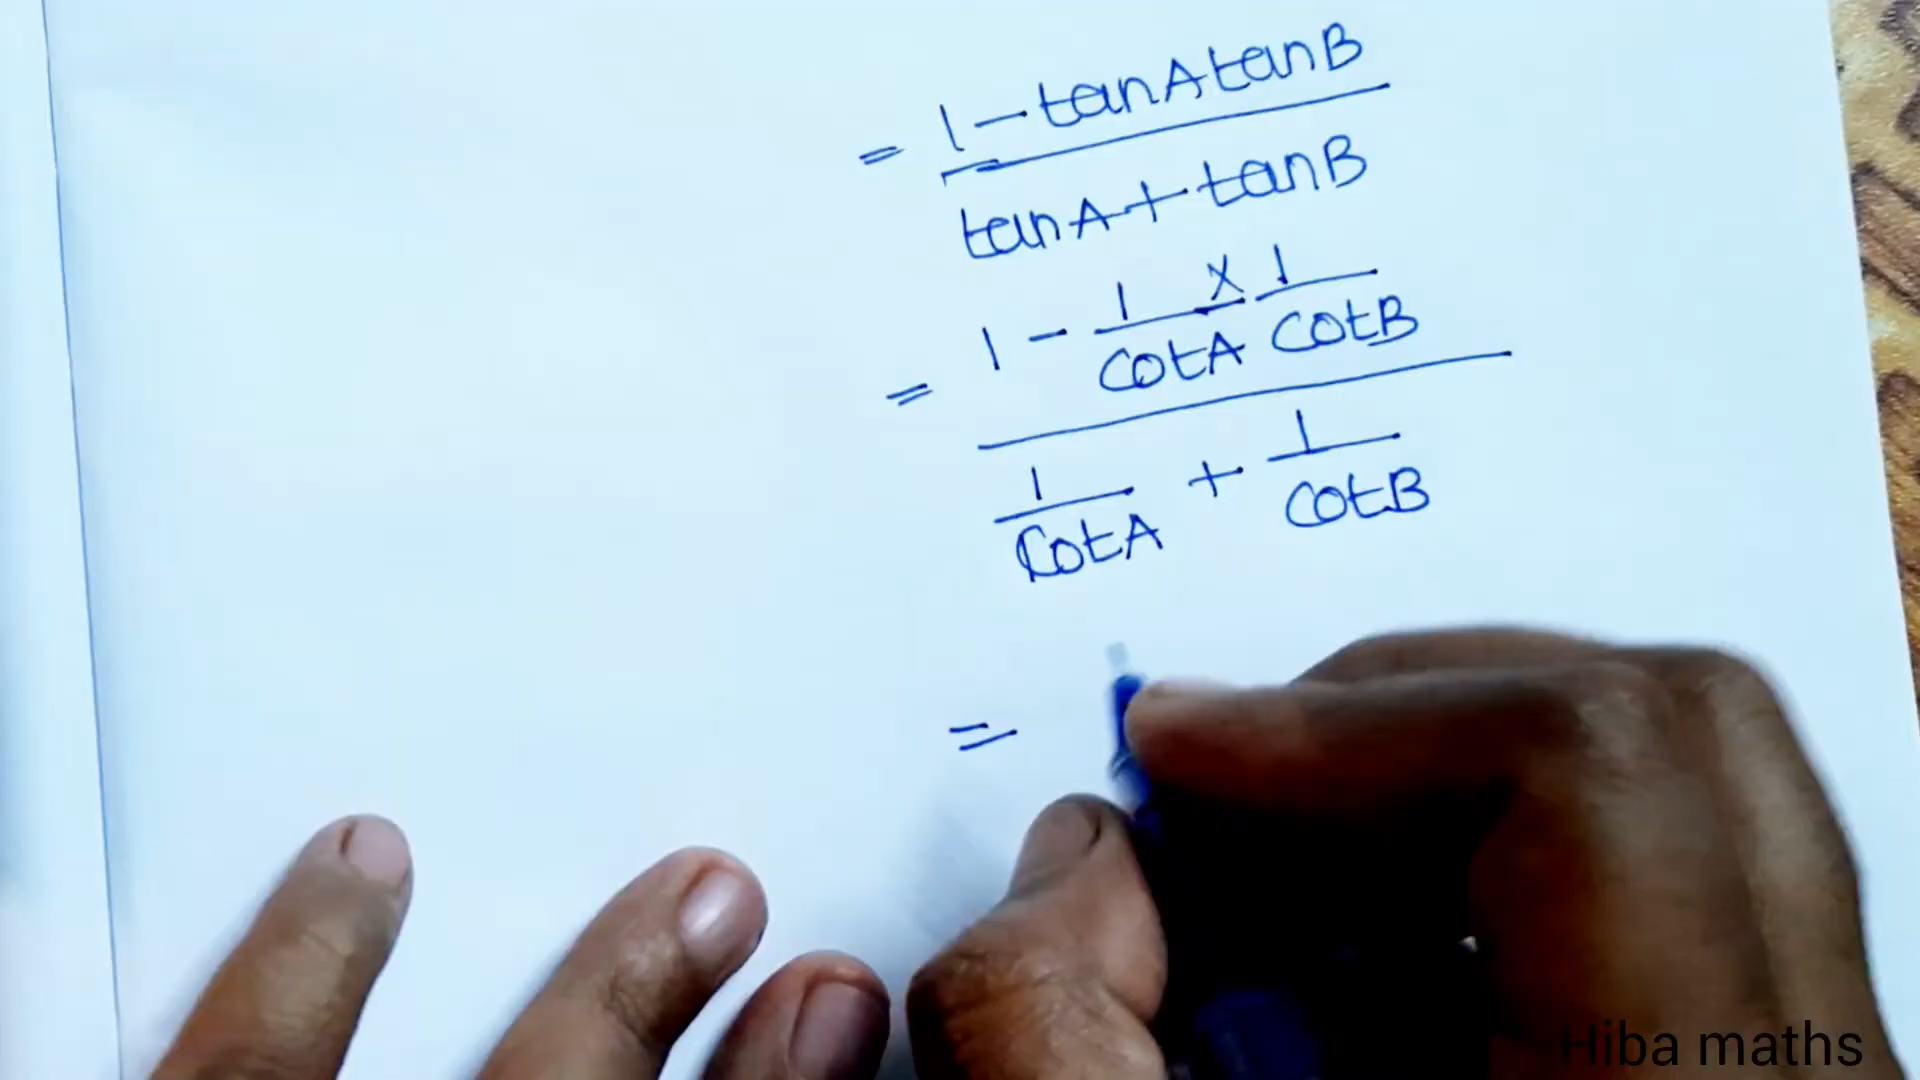 = 1 - tanA tanB
tanA + tanB
= 1 - 1 x 1
cotA cotB
1 + 1
cotA cotB
=
Hiba maths